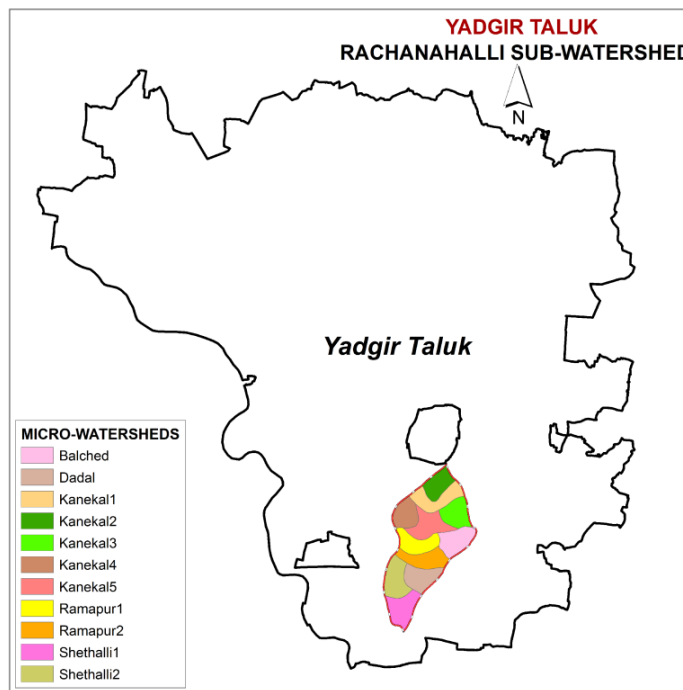 YADGIR TALUK
RACHANAHALLI SUB-WATERSHED
N
Yadgir Taluk
MICRO-WATERSHEDS
Balched
Dadal
Kanekal1
Kanekal2
Kanekal3
Kanekal4
Kanekal5
Ramapur1
Ramapur2
Shethalli1
Shethalli2